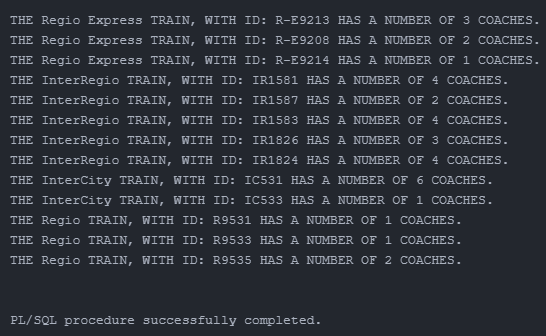 THE Regio Express TRAIN, WITH ID: R-E9213 HAS A NUMBER OF 3 COACHES.
THE Regio Express TRAIN, WITH ID: R-E9208 HAS A NUMBER OF 2 COACHES.
THE Regio Express TRAIN, WITH ID: R-E9214 HAS A NUMBER OF 1 COACHES.
THE InterRegio TRAIN, WITH ID: IR1581 HAS A NUMBER OF 4 COACHES.
THE InterRegio TRAIN, WITH ID: IR1587 HAS A NUMBER OF 2 COACHES.
THE InterRegio TRAIN, WITH ID: IR1583 HAS A NUMBER OF 4 COACHES.
THE InterRegio TRAIN, WITH ID: IR1826 HAS A NUMBER OF 3 COACHES.
THE InterRegio TRAIN, WITH ID: IR1824 HAS A NUMBER OF 4 COACHES.
THE InterCity TRAIN, WITH ID: IC531 HAS A NUMBER OF 6 COACHES.
THE InterCity TRAIN, WITH ID: IC533 HAS A NUMBER OF 1 COACHES.
THE Regio TRAIN, WITH ID: R9531 HAS A NUMBER OF 1 COACHES.
THE Regio TRAIN, WITH ID: R9533 HAS A NUMBER OF 1 COACHES.
THE Regio TRAIN, WITH ID: R9535 HAS A NUMBER OF 2 COACHES.
PL/SQL procedure successfully completed.